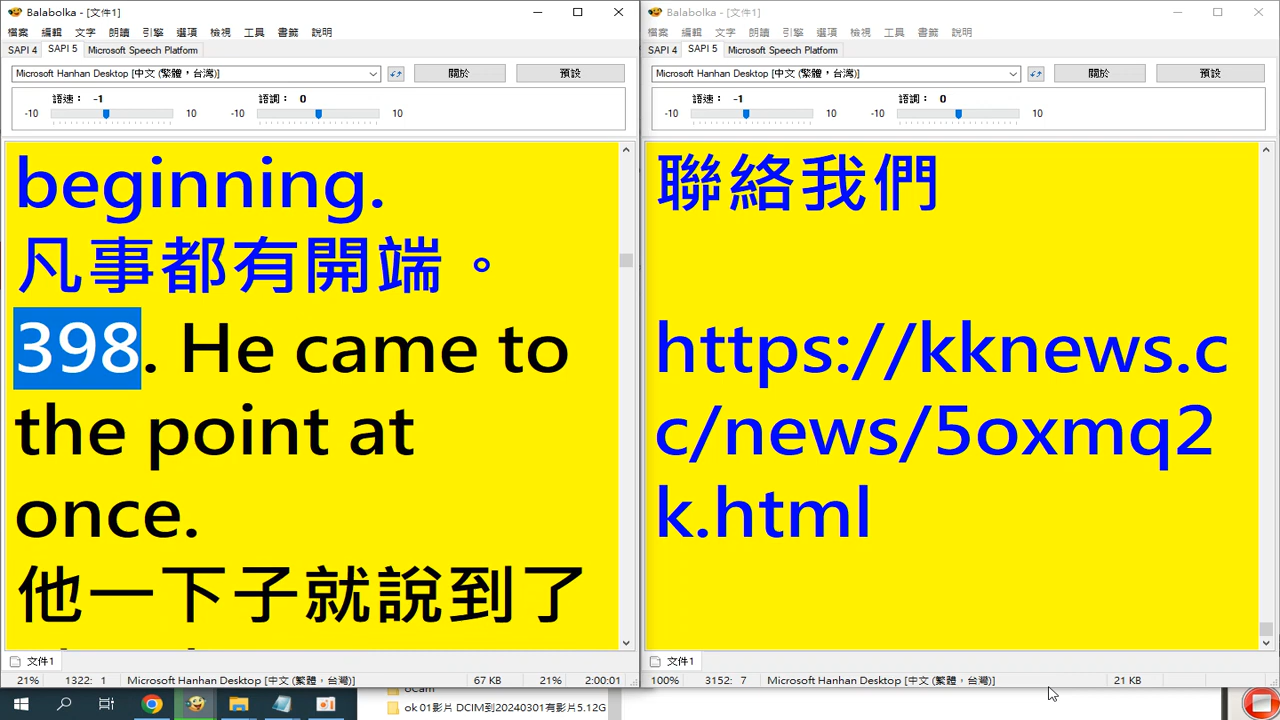 Balabolka - [文件1]
檔案 編輯 文字 朗讀 引擎 選項 檢視 工具 書籤 說明
SAPI 4 SAPI 5 Microsoft Speech Platform
Microsoft Hanhan Desktop [中文 (繁體，台灣)] 關於 預設
語速： -1 語調： 0
-10 10 -10 10
beginning.
凡事都有開端。
398. He came to
the point at
once.
他一下子就說到了
文件1
21% 1322: 1 Microsoft Hanhan Desktop [中文 (繁體，台灣)] 67 KB 21% 2:00:01
Balabolka - [文件1]
檔案 編輯 文字 朗讀 引擎 選項 檢視 工具 書籤 說明
SAPI 4 SAPI 5 Microsoft Speech Platform
Microsoft Hanhan Desktop [中文 (繁體，台灣)] 關於 預設
語速： -1 語調： 0
-10 10 -10 10
聯絡我們
https://kknews.c
c/news/5oxmq2
k.html
文件1
100% 3152: 7 Microsoft Hanhan Desktop [中文 (繁體，台灣)] 21 KB
oCam
ok 01影片 DCIM到20240301有影片5.12G